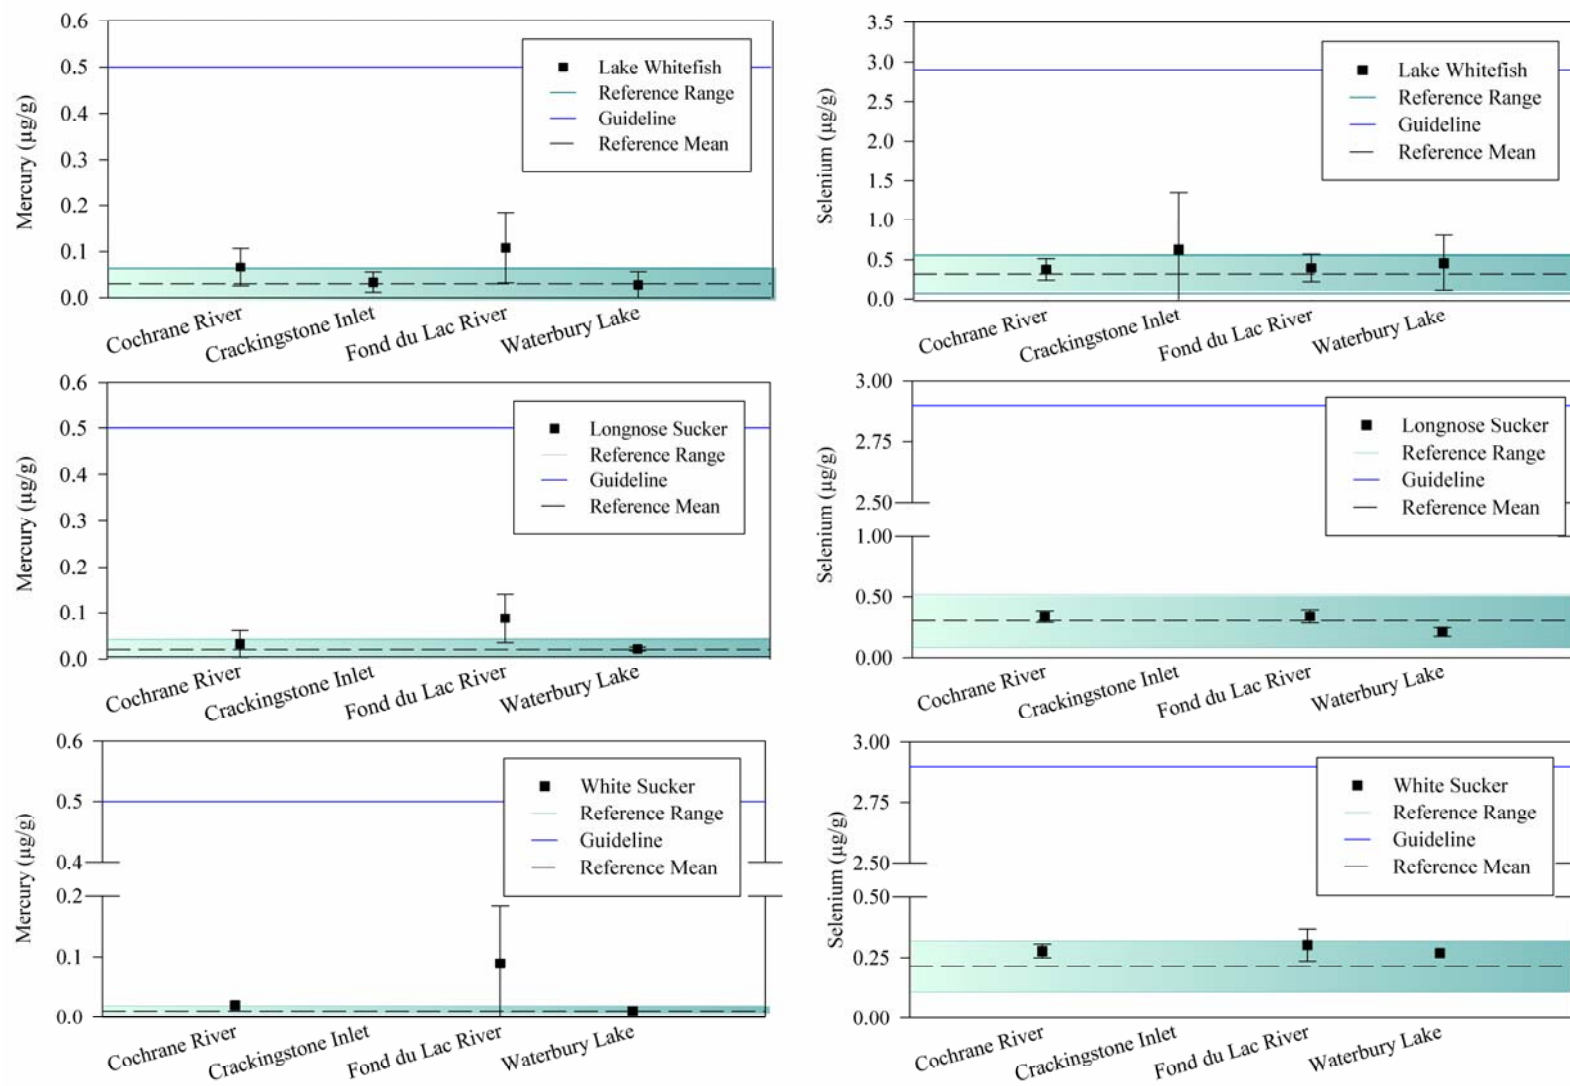 Mercury (µg/g)
0.6
0.5
0.4
0.3
0.2
0.1
0.0
Lake Whitefish
Reference Range
Guideline
Reference Mean
Cochrane River
Crackingstone Inlet
Fond du Lac River
Waterbury Lake
Selenium (µg/g)
3.5
3.0
2.5
2.0
1.5
1.0
0.5
0.0
Lake Whitefish
Reference Range
Guideline
Reference Mean
Cochrane River
Crackingstone Inlet
Fond du Lac River
Waterbury Lake
Mercury (µg/g)
0.6
0.5
0.4
0.3
0.2
0.1
0.0
Longnose Sucker
Reference Range
Guideline
Reference Mean
Cochrane River
Crackingstone Inlet
Fond du Lac River
Waterbury Lake
Selenium (µg/g)
3.00
2.75
2.50
1.00
0.50
0.00
Longnose Sucker
Reference Range
Guideline
Reference Mean
Cochrane River
Crackingstone Inlet
Fond du Lac River
Waterbury Lake
Mercury (µg/g)
0.6
0.5
0.4
0.2
0.1
0.0
White Sucker
Reference Range
Guideline
Reference Mean
Cochrane River
Crackingstone Inlet
Fond du Lac River
Waterbury Lake
Selenium (µg/g)
3.00
2.75
2.50
0.50
0.25
0.00
White Sucker
Reference Range
Guideline
Reference Mean
Cochrane River
Crackingstone Inlet
Fond du Lac River
Waterbury Lake